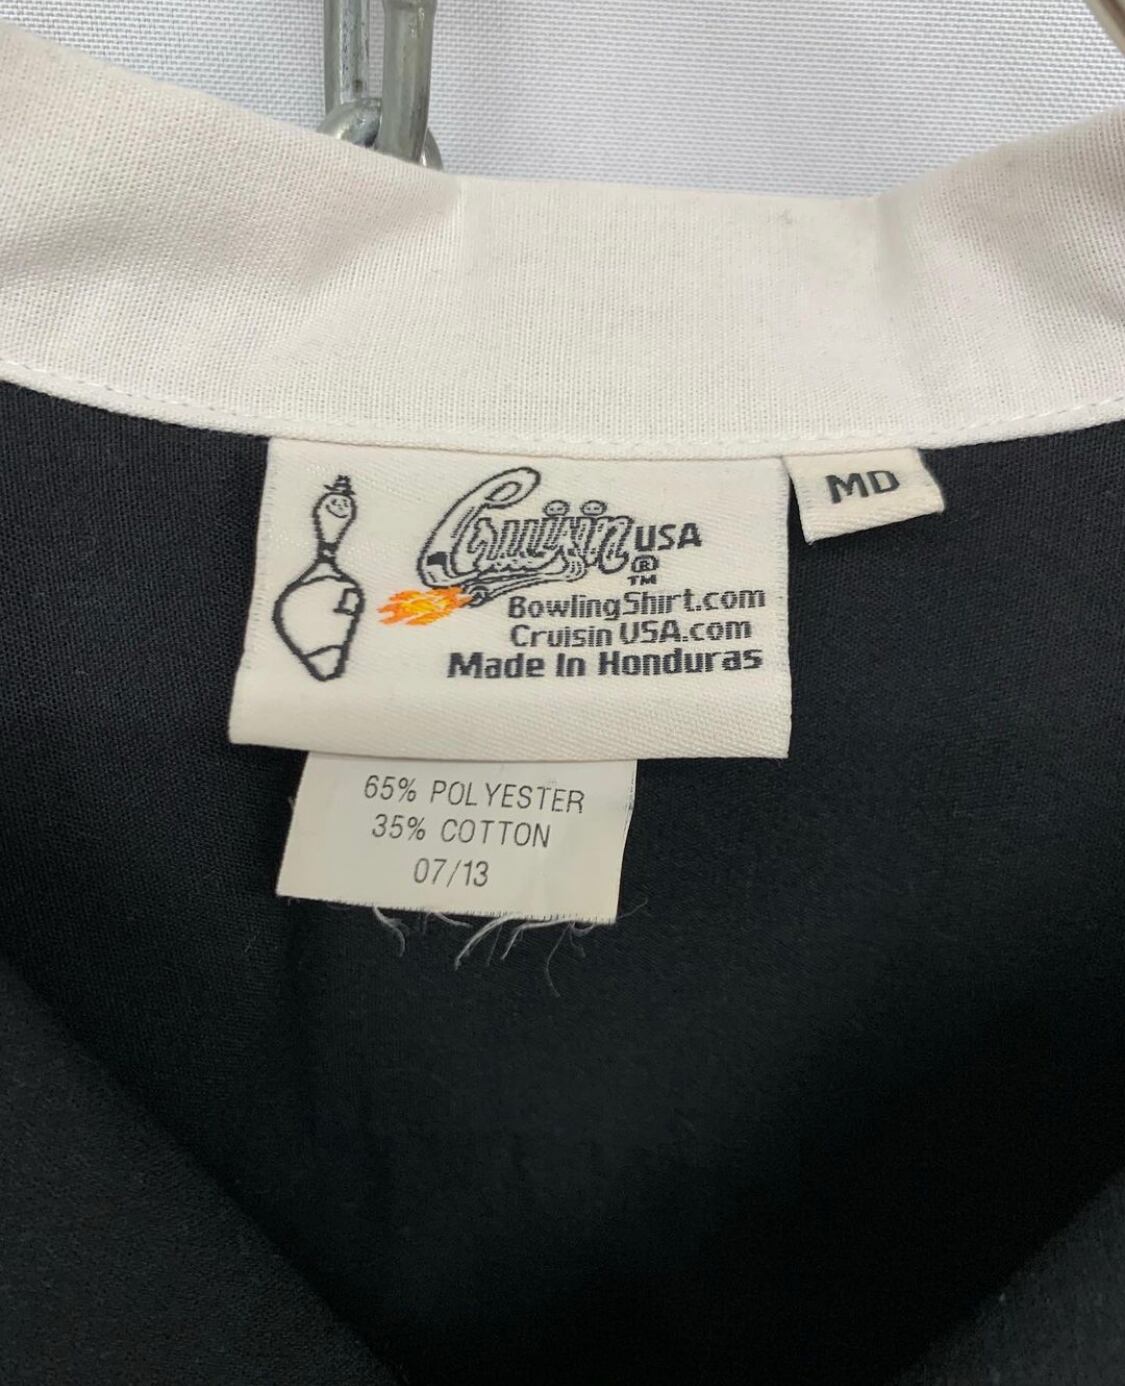 Cruisin USA
®
TM
BowlingShirt.com
Cruisin USA.com
Made In Honduras
MD
65% POLYESTER
35% COTTON
07/13